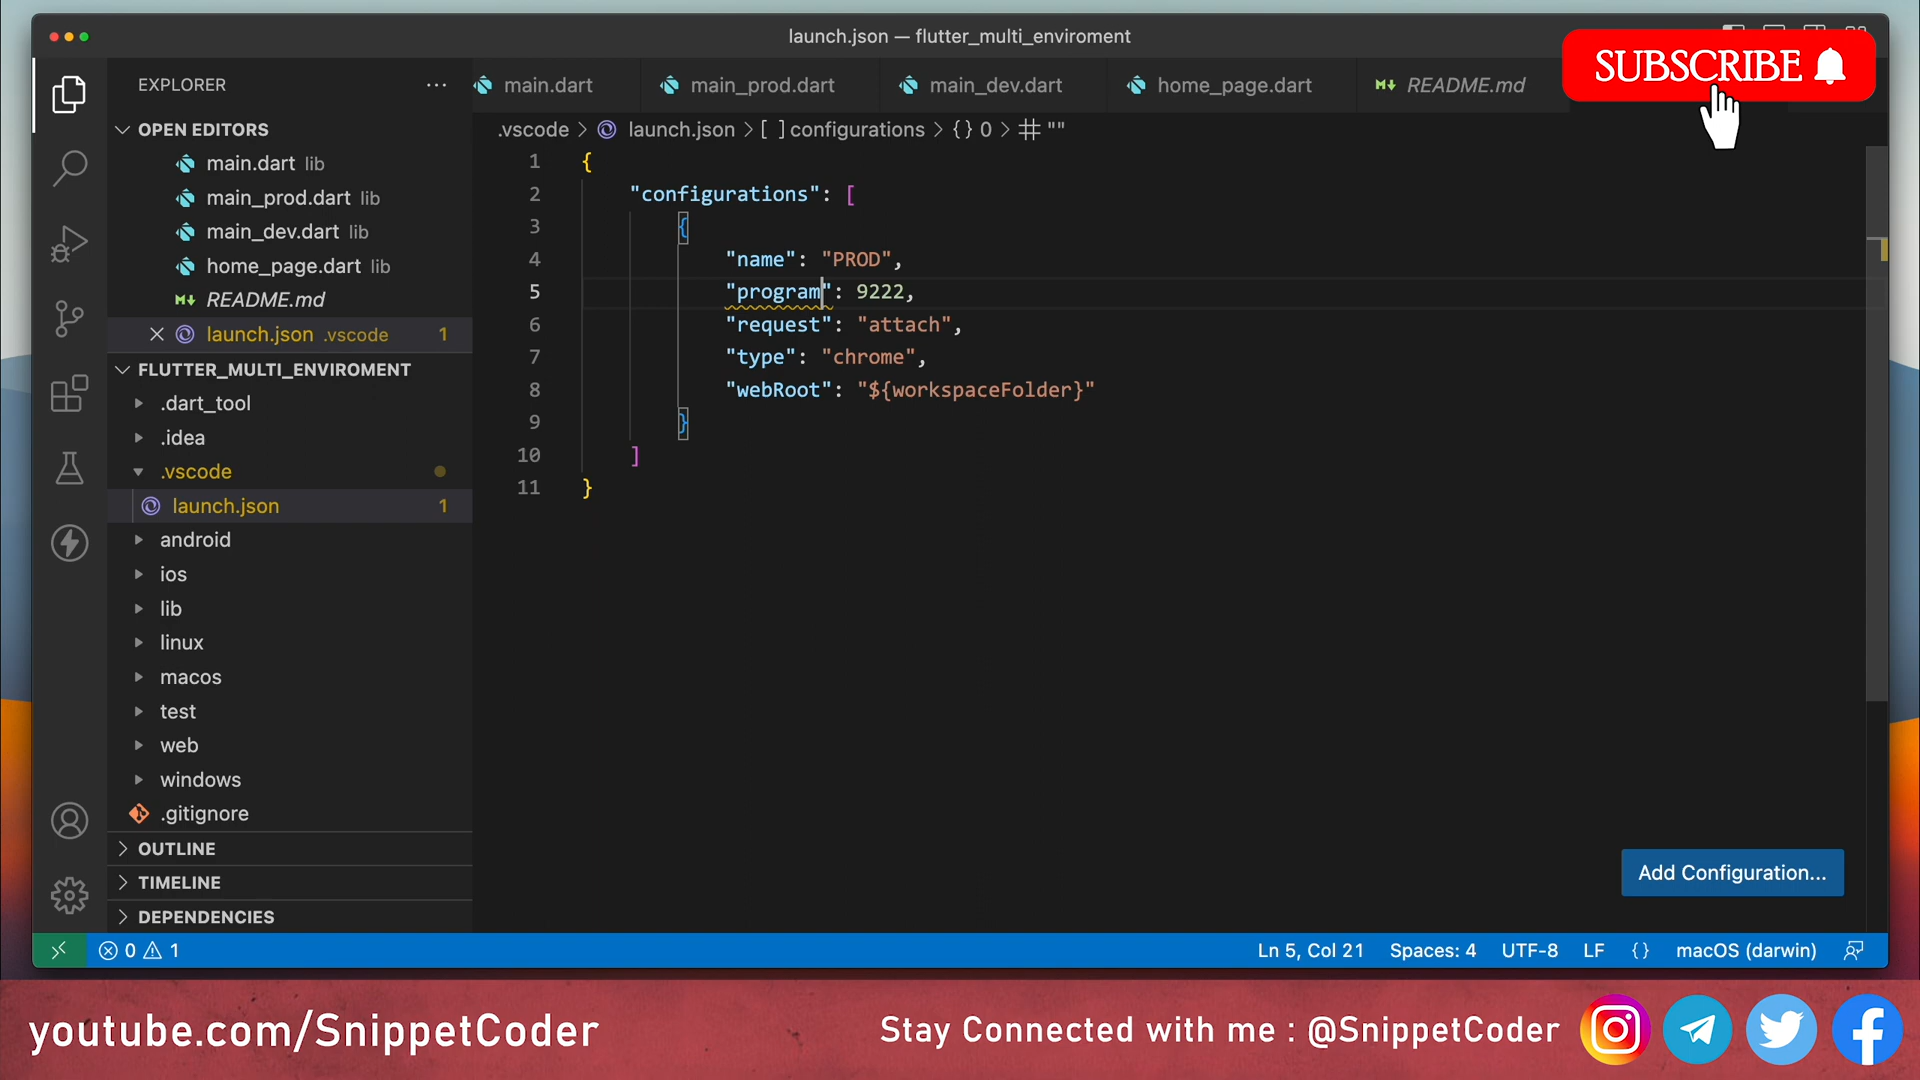 launch.json — flutter_multi_enviroment
SUBSCRIBE
EXPLORER
main.dart
main_prod.dart
main_dev.dart
home_page.dart
README.md
.vscode > launch.json > [ ] configurations > {} 0 > ""
OPEN EDITORS
main.dart lib
main_prod.dart lib
main_dev.dart lib
home_page.dart lib
README.md
launch.json .vscode 1
FLUTTER_MULTI_ENVIROMENT
.dart_tool
.idea
.vscode
launch.json 1
android
ios
lib
linux
macos
test
web
windows
.gitignore
OUTLINE
TIMELINE
DEPENDENCIES
1 {
2 "configurations": [
3 {
4 "name": "PROD",
5 "program": 9222,
6 "request": "attach",
7 "type": "chrome",
8 "webRoot": "${workspaceFolder}"
9 }
10 ]
11 }
Add Configuration...
0 1
Ln 5, Col 21 Spaces: 4 UTF-8 LF {} macOS (darwin)
youtube.com/SnippetCoder
Stay Connected with me : @SnippetCoder